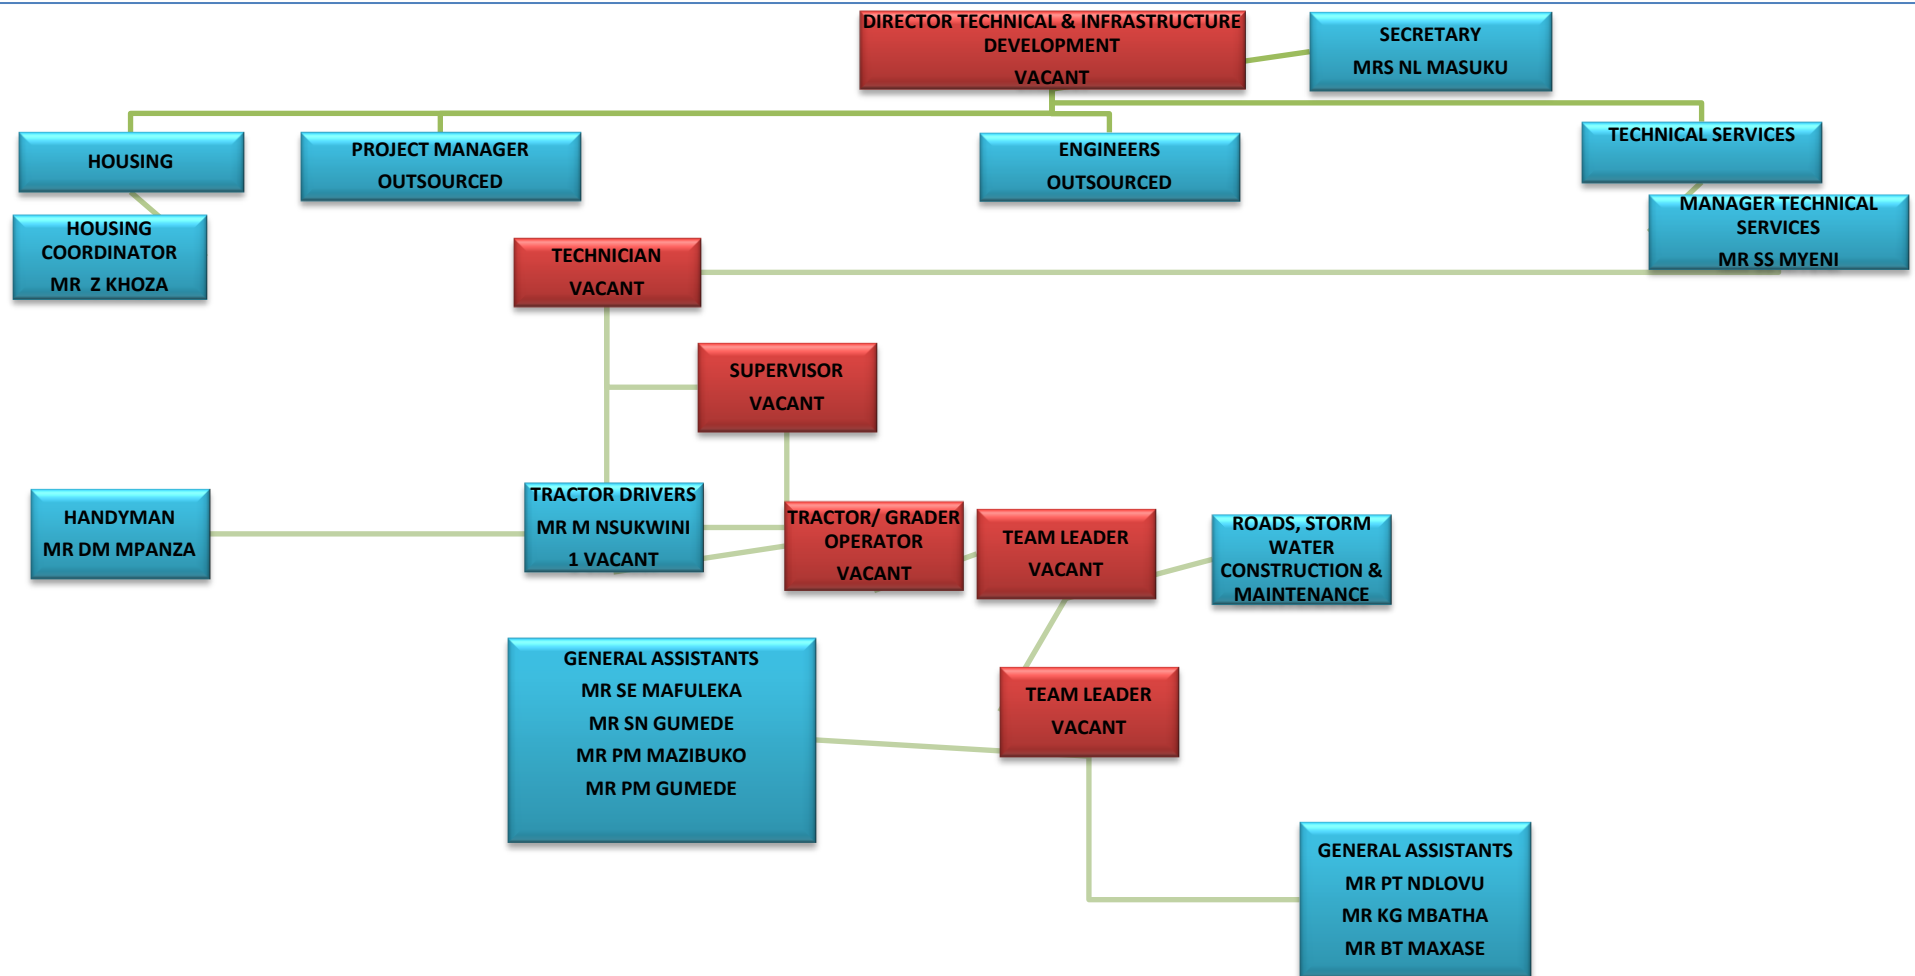 DIRECTOR TECHNICAL & INFRASTRUCTURE
DEVELOPMENT
VACANT
SECRETARY
MRS NL MASUKU
HOUSING
PROJECT MANAGER
OUTSOURCED
ENGINEERS
OUTSOURCED
TECHNICAL SERVICES
HOUSING
COORDINATOR
MR Z KHOZA
MANAGER TECHNICAL
SERVICES
MR SS MYENI
TECHNICIAN
VACANT
SUPERVISOR
VACANT
HANDYMAN
MR DM MPANZA
TRACTOR DRIVERS
MR M NSUKWINI
1 VACANT
TRACTOR/ GRADER
OPERATOR
VACANT
TEAM LEADER
VACANT
ROADS, STORM
WATER
CONSTRUCTION &
MAINTENANCE
GENERAL ASSISTANTS
MR SE MAFULEKA
MR SN GUMEDE
MR PM MAZIBUKO
MR PM GUMEDE
TEAM LEADER
VACANT
GENERAL ASSISTANTS
MR PT NDLOVU
MR KG MBATHA
MR BT MAXASE